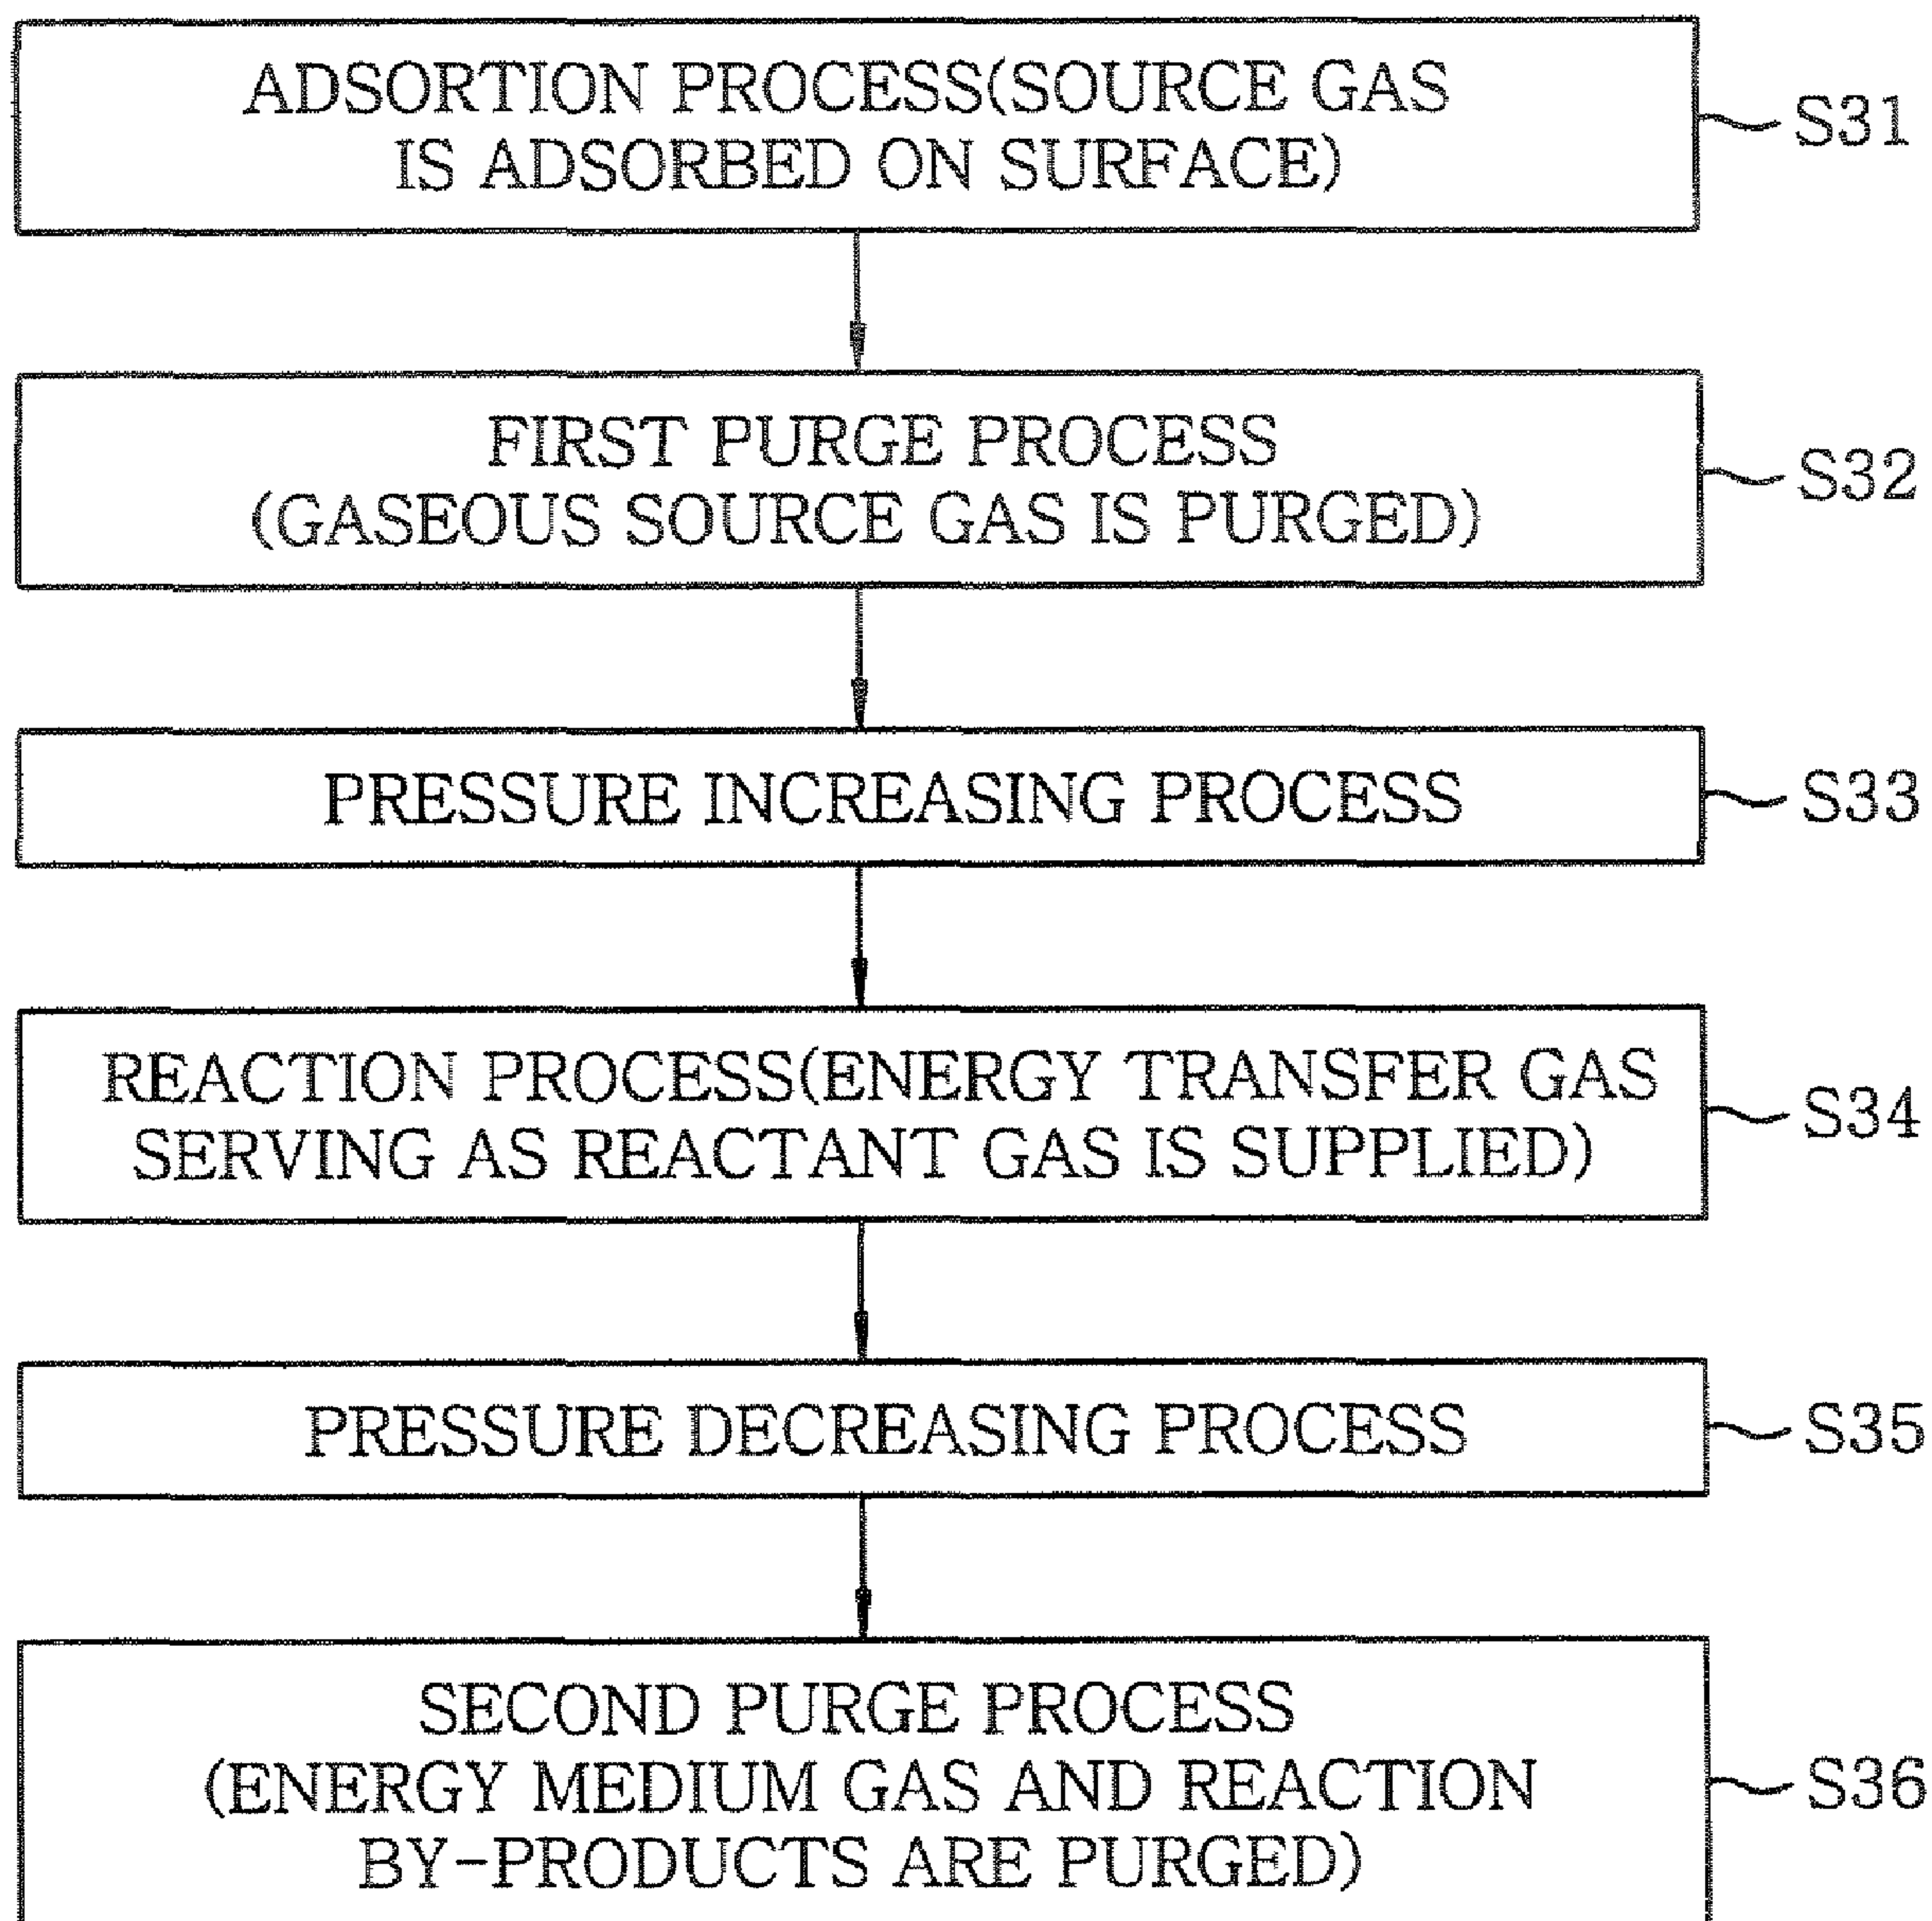 ADSORTION PROCESS(SOURCE GAS
IS ADSORBED ON SURFACE)
S31
FIRST PURGE PROCESS
(GASEOUS SOURCE GAS IS PURGED)
S32
PRESSURE INCREASING PROCESS
S33
REACTION PROCESS(ENERGY TRANSFER GAS
SERVING AS REACTANT GAS IS SUPPLIED)
S34
PRESSURE DECREASING PROCESS
S35
SECOND PURGE PROCESS
(ENERGY MEDIUM GAS AND REACTION
BY-PRODUCTS ARE PURGED)
S36